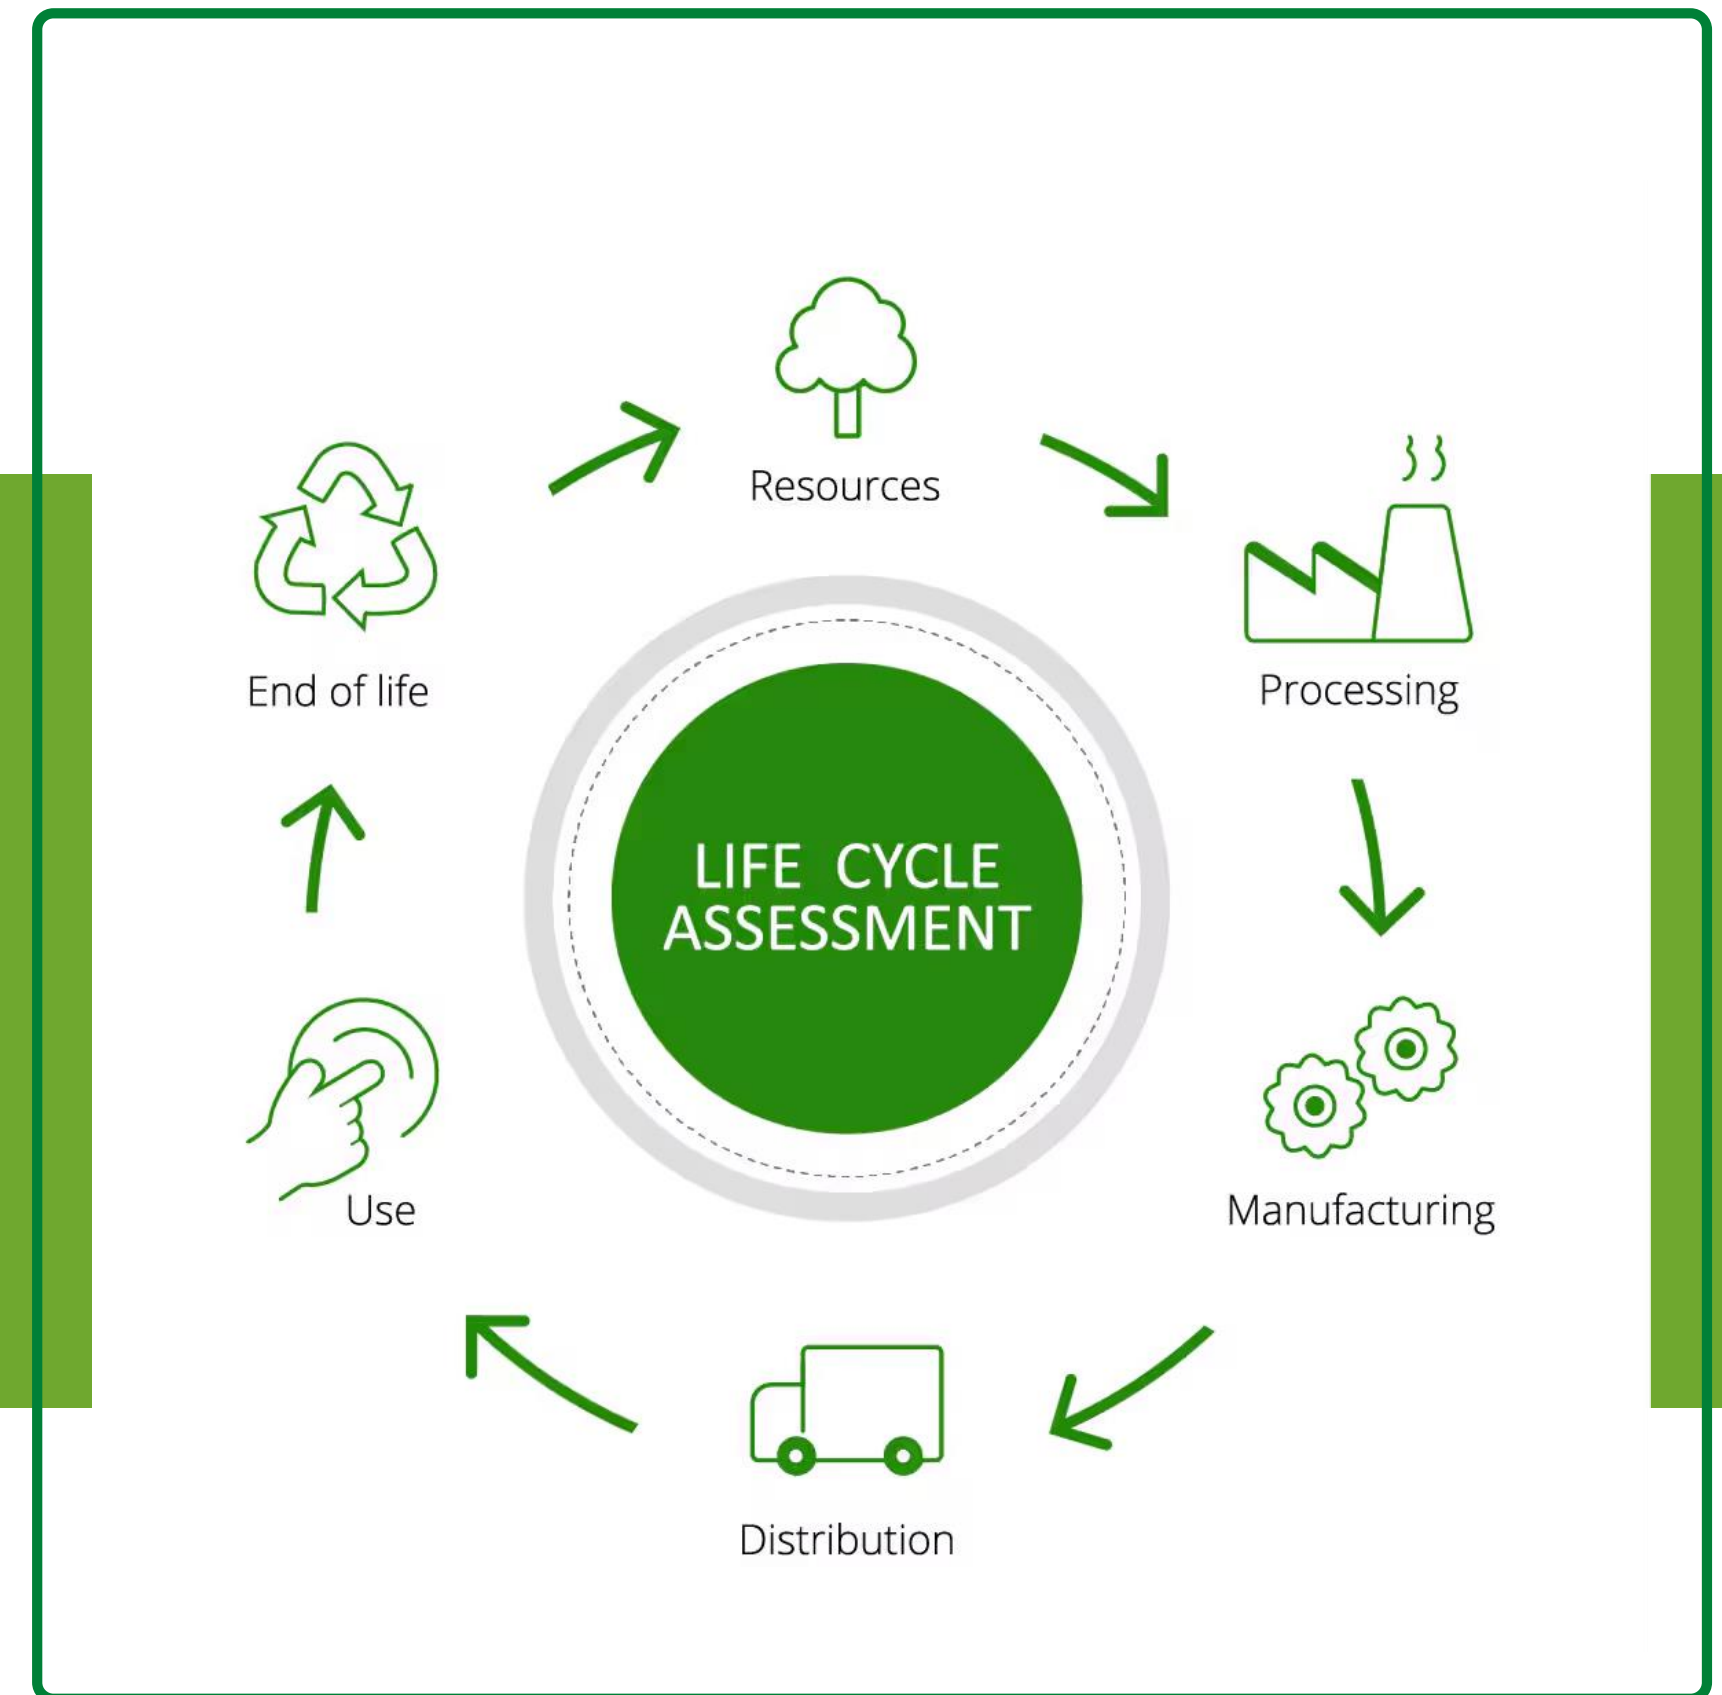 Resources
Processing
Manufacturing
Distribution
Use
End of life
LIFE CYCLE
ASSESSMENT